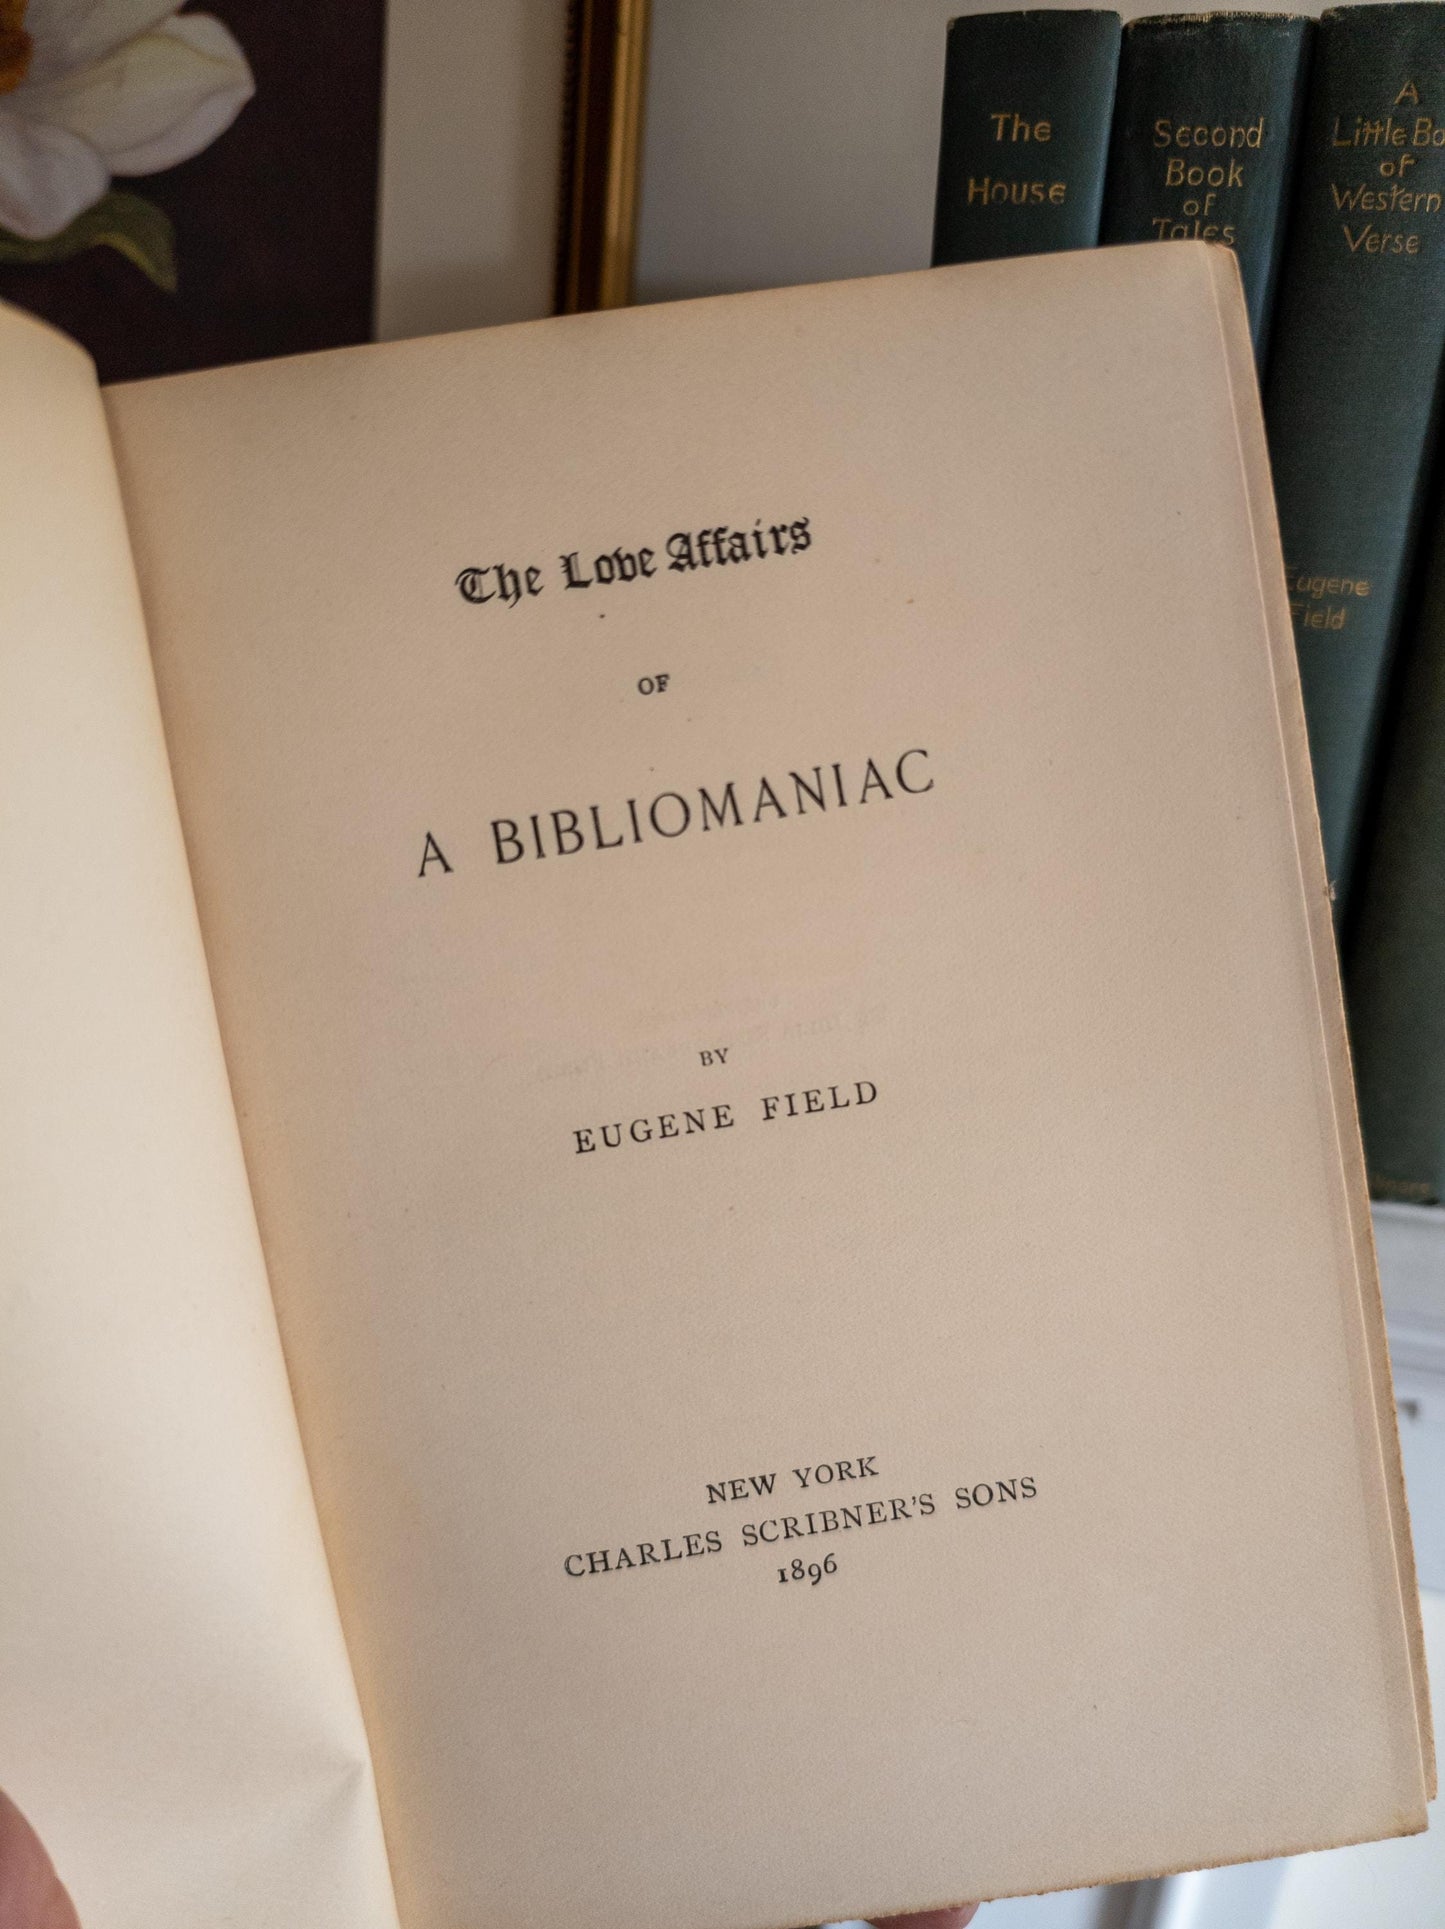 The
House
Second
Book
of
Tales
A
Little
of
Western
Verse
Eugene
Field
The Love Affairs
OF
A BIBLIOMANIAC
BY
EUGENE FIELD
NEW YORK
CHARLES SCRIBNER'S SONS
1896